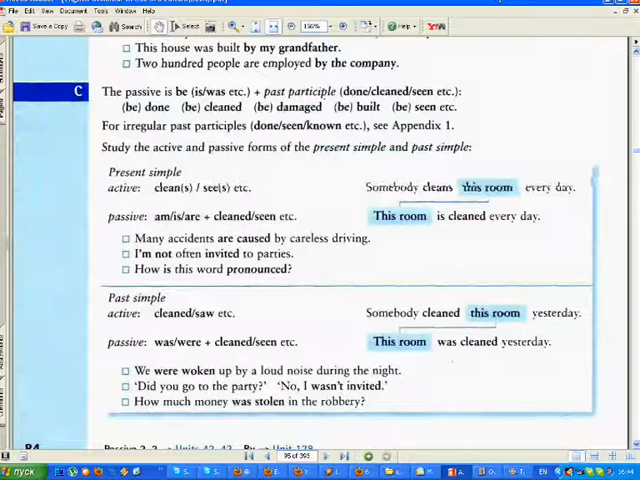 File Edit View Document Tools Window Help
Save a Copy Search Select 156% Help
This house was built by my grandfather.
Two hundred people are employed by the company.
C The passive is be (is/was etc.) + past participle (done/cleaned/seen etc.):
(be) done (be) cleaned (be) damaged (be) built (be) seen etc.
For irregular past participles (done/seen/known etc.), see Appendix 1.
Study the active and passive forms of the present simple and past simple:
Present simple
active: clean(s) / see(s) etc. Somebody cleans this room every day.
passive: am/is/are + cleaned/seen etc. This room is cleaned every day.
Many accidents are caused by careless driving.
I'm not often invited to parties.
How is this word pronounced?
Past simple
active: cleaned/saw etc. Somebody cleaned this room yesterday.
passive: was/were + cleaned/seen etc. This room was cleaned yesterday.
We were woken up by a loud noise during the night.
'Did you go to the party?' 'No, I wasn't invited.'
How much money was stolen in the robbery?
84
95 of 393
пуск EN 16:44